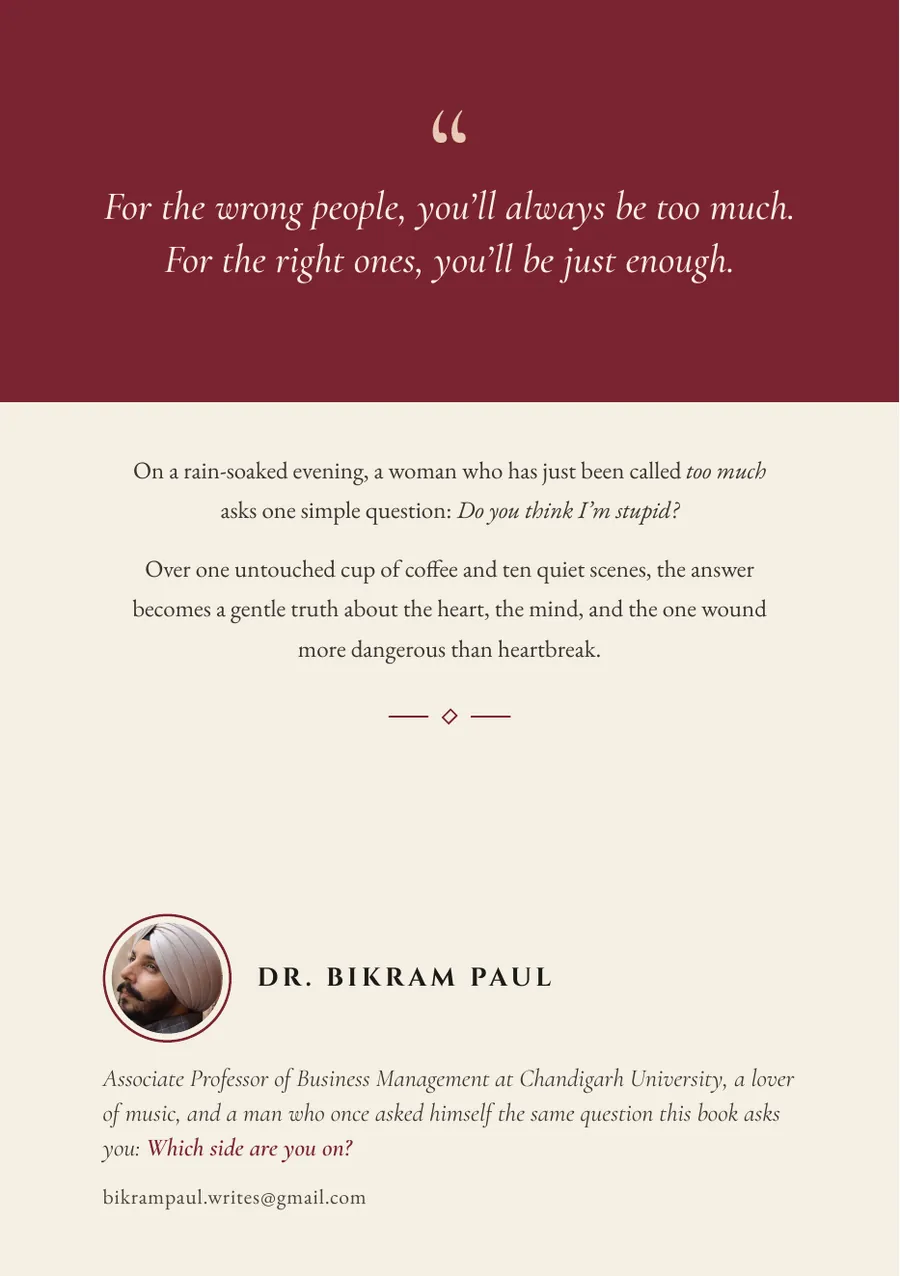 “
For the wrong people, you’ll always be too much.
For the right ones, you’ll be just enough.
On a rain-soaked evening, a woman who has just been called too much
asks one simple question: Do you think I’m stupid?
Over one untouched cup of coffee and ten quiet scenes, the answer
becomes a gentle truth about the heart, the mind, and the one wound
more dangerous than heartbreak.
DR. BIKRAM PAUL
Associate Professor of Business Management at Chandigarh University, a lover
of music, and a man who once asked himself the same question this book asks
you: Which side are you on?
bikrampaul.writes@gmail.com